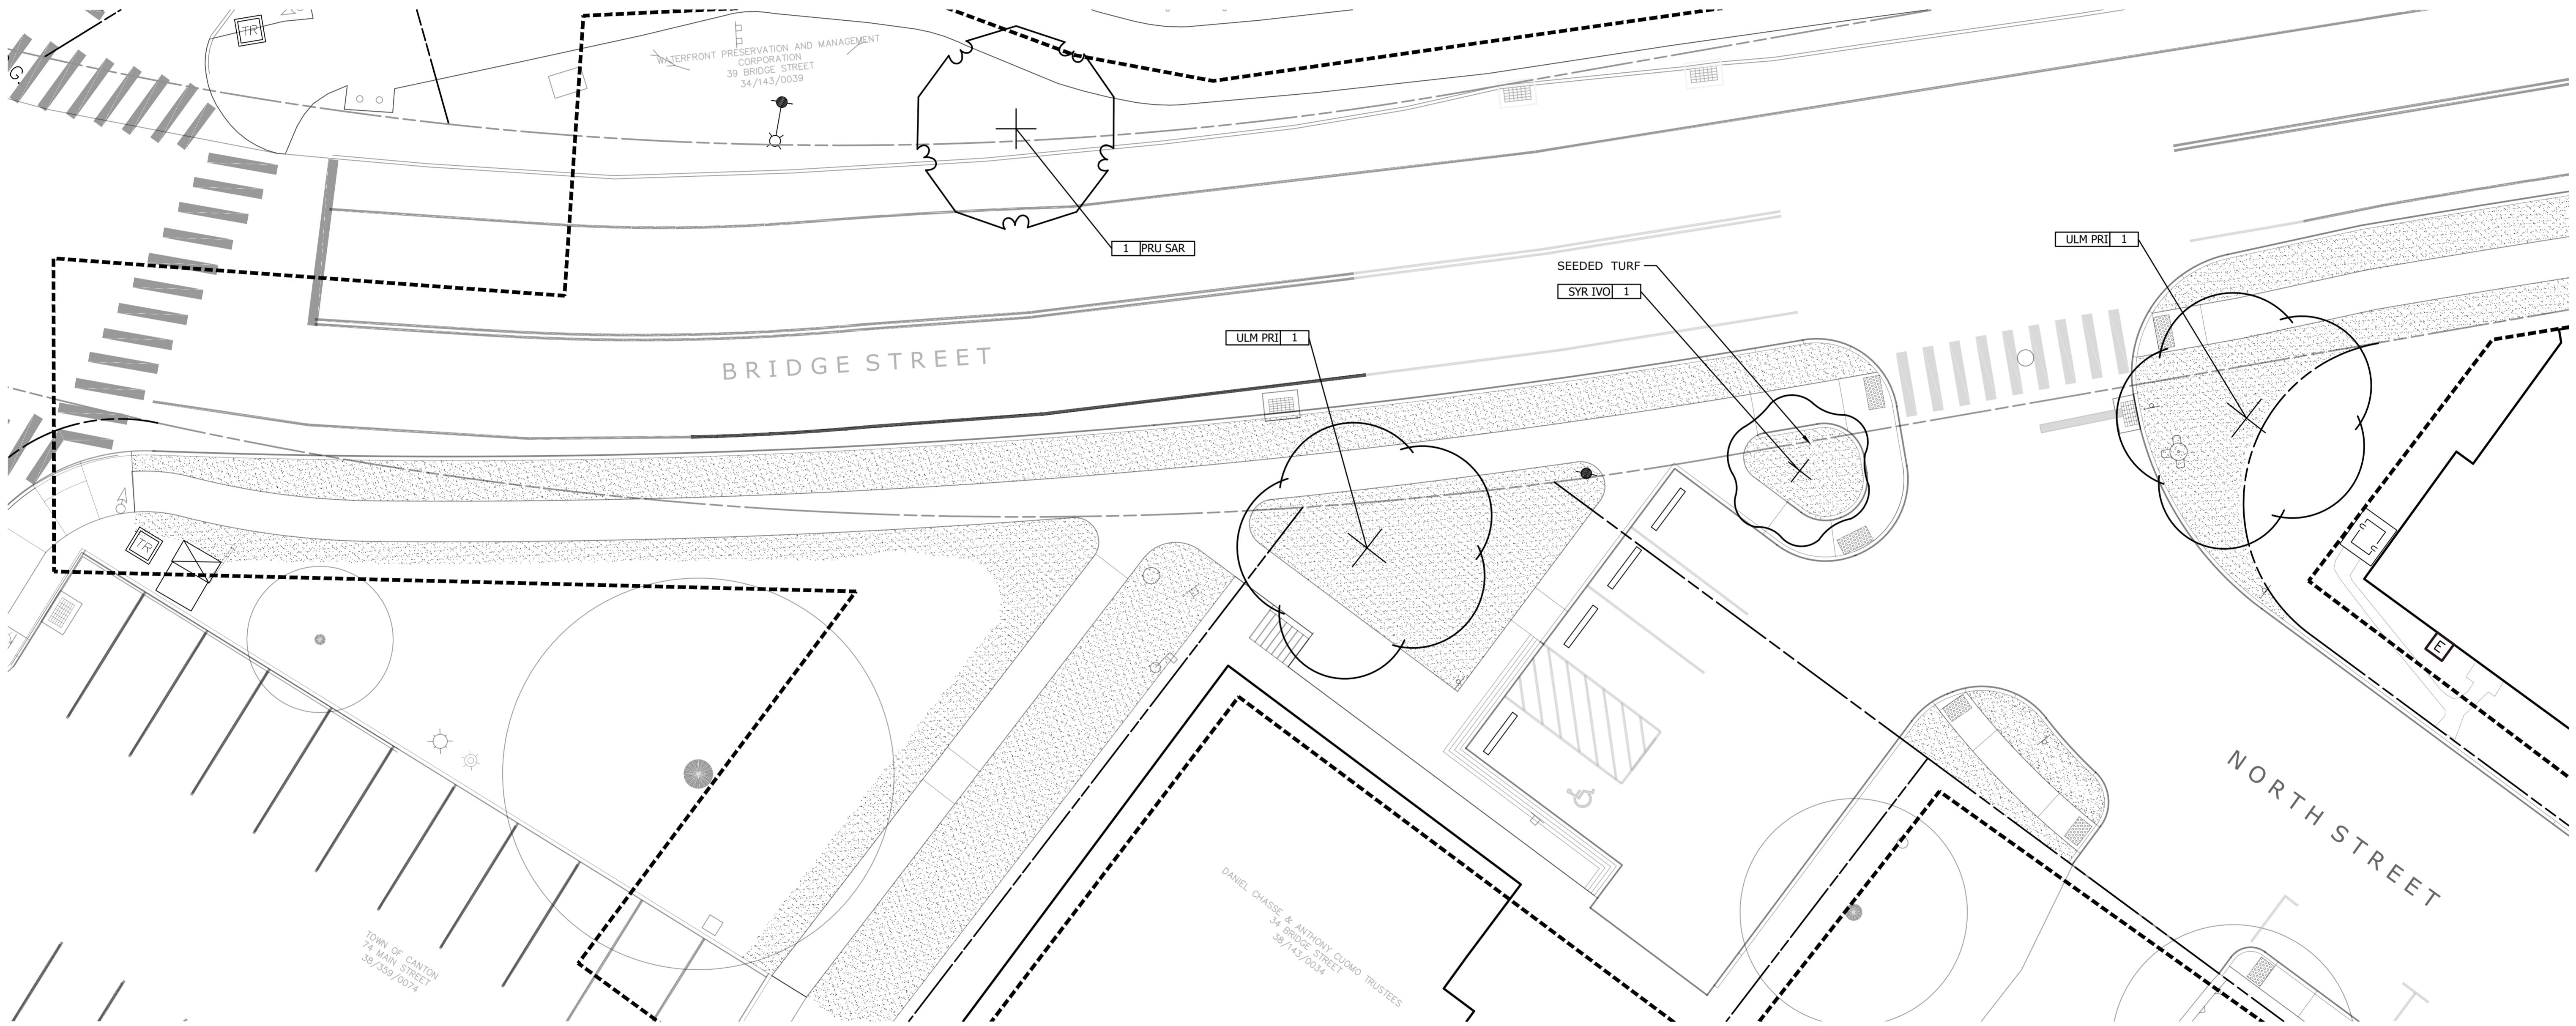 TR
WATERFRONT PRESERVATION AND MANAGEMENT
CORPORATION
39 BRIDGE STREET
34/143/0039
1 PRU SAR
ULM PRI 1
SEEDED TURF
SYR IVO 1
ULM PRI 1
BRIDGE STREET
TR
E
NORTH STREET
DANIEL CHASSE & ANTHONY CUOMO TRUSTEES
34 BRIDGE STREET
38/143/0034
TOWN OF CANTON
74 MAIN STREET
38/359/0074